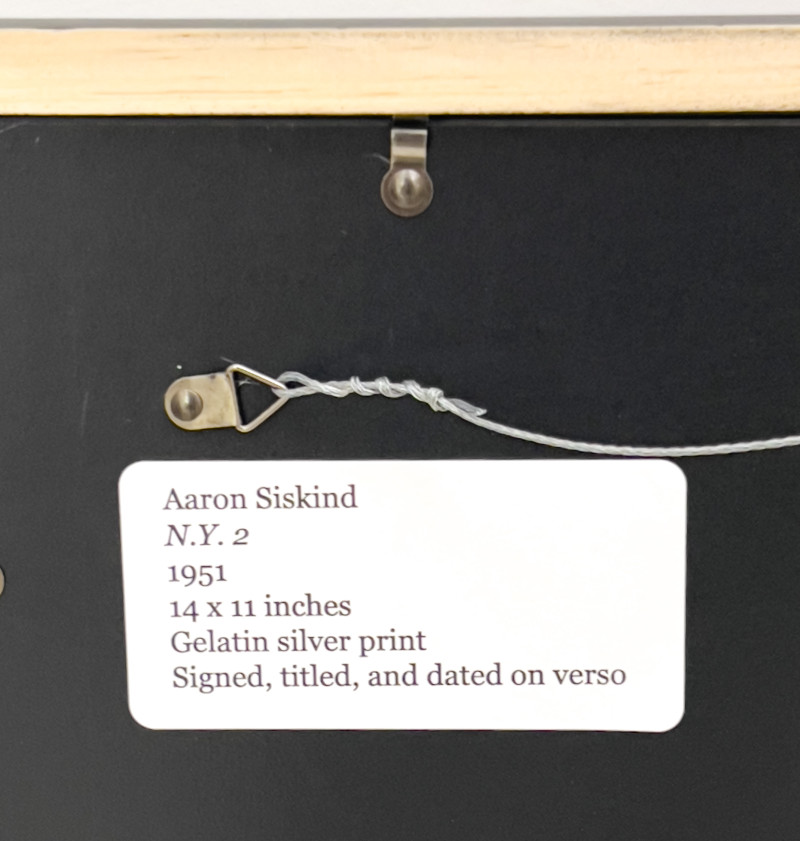 Aaron Siskind
N.Y. 2
1951
14 x 11 inches
Gelatin silver print
Signed, titled, and dated on verso